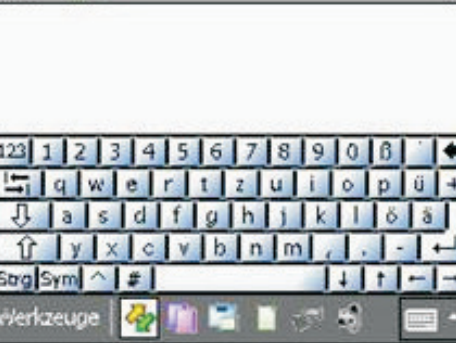 123 1 2 3 4 5 6 7 8 9 0 ß ´
q w e r t z u i o p ü +
a s d f g h j k l ö ä
y x c v b n m , . -
Strg Sym ^ #
Werkzeuge